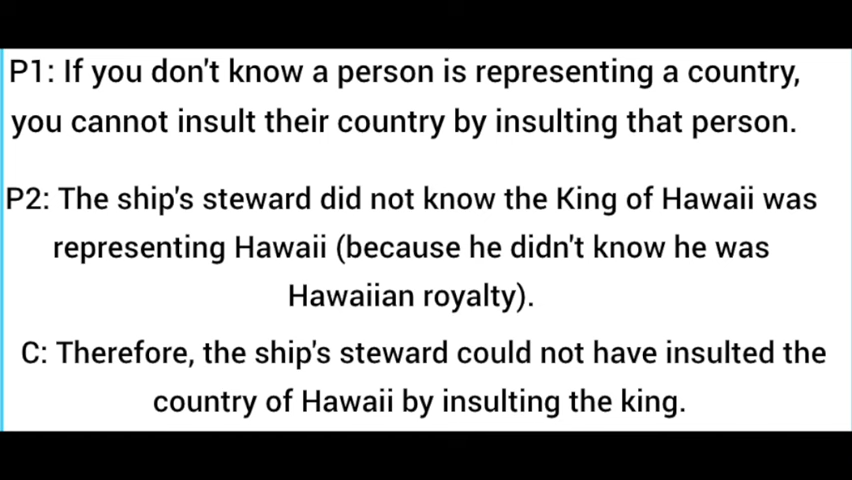 P1: If you don't know a person is representing a country,
you cannot insult their country by insulting that person.
P2: The ship's steward did not know the King of Hawaii was
representing Hawaii (because he didn't know he was
Hawaiian royalty).
C: Therefore, the ship's steward could not have insulted the
country of Hawaii by insulting the king.